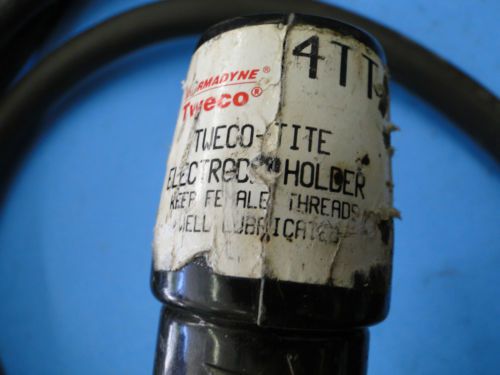 4TT
THERMADYNE®
Tweco®
TWECO-TITE
ELECTRODE HOLDER
KEEP FEMALE THREADS
WELL LUBRICATED